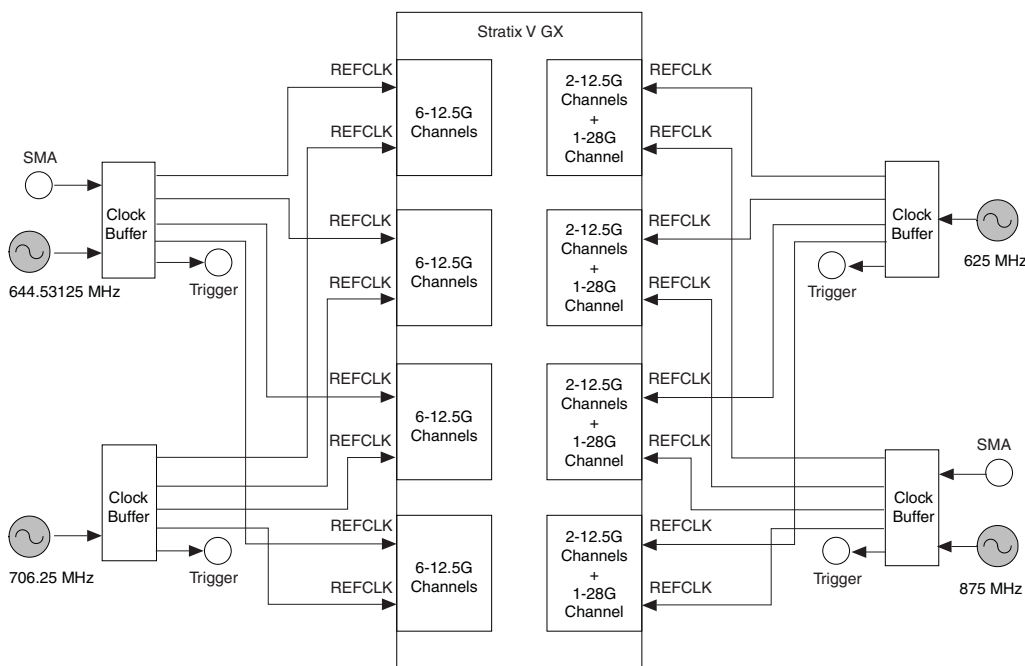 Stratix V GX
REFCLK
6-12.5G
Channels
REFCLK
2-12.5G
Channels
+
1-28G
Channel
REFCLK
REFCLK
SMA
Clock
Buffer
644.53125 MHz
Trigger
REFCLK
6-12.5G
Channels
REFCLK
2-12.5G
Channels
+
1-28G
Channel
REFCLK
REFCLK
Clock
Buffer
625 MHz
Trigger
REFCLK
6-12.5G
Channels
REFCLK
2-12.5G
Channels
+
1-28G
Channel
REFCLK
REFCLK
Clock
Buffer
706.25 MHz
Trigger
SMA
Clock
Buffer
875 MHz
Trigger
REFCLK
6-12.5G
Channels
REFCLK
2-12.5G
Channels
+
1-28G
Channel
REFCLK
REFCLK